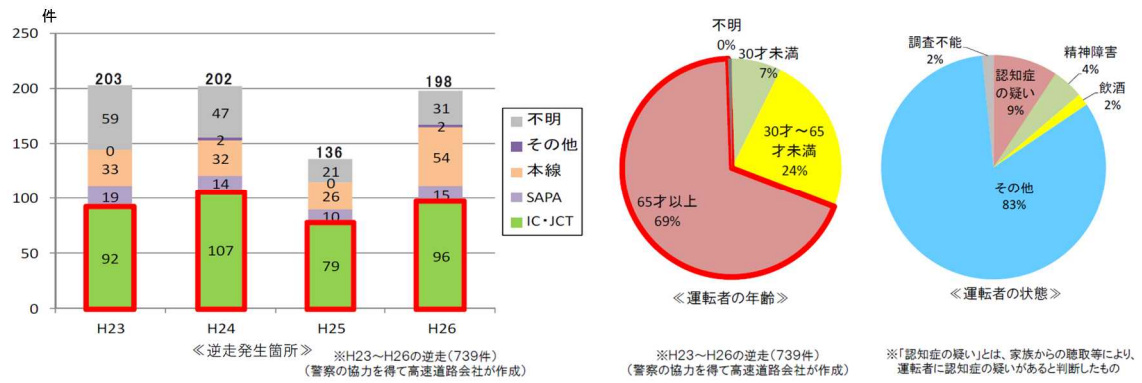 件
250
200
150
100
50
0
203
59
0
33
19
92
202
47
2
32
14
107
136
21
0
26
10
79
198
31
2
54
15
96
H23
H24
H25
H26
不明
その他
本線
SAPA
IC・JCT
≪逆走発生箇所≫
※H23～H26の逆走(739件)
(警察の協力を得て高速道路会社が作成)
不明
0%
30才未満
7%
30才～65
才未満
24%
65才以上
69%
≪運転者の年齢≫
※H23～H26の逆走(739件)
(警察の協力を得て高速道路会社が作成)
調査不能
2%
認知症
の疑い
9%
精神障害
4%
飲酒
2%
その他
83%
≪運転者の状態≫
※「認知症の疑い」とは、家族からの聴取等により、
運転者に認知症の疑いがあると判断したもの